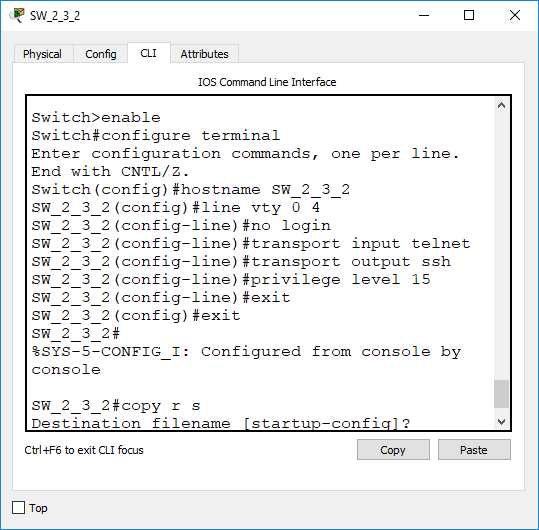 SW_2_3_2
Physical Config CLI Attributes
IOS Command Line Interface
Switch>enable
Switch#configure terminal
Enter configuration commands, one per line.
End with CNTL/Z.
Switch(config)#hostname SW_2_3_2
SW_2_3_2(config)#line vty 0 4
SW_2_3_2(config-line)#no login
SW_2_3_2(config-line)#transport input telnet
SW_2_3_2(config-line)#transport output ssh
SW_2_3_2(config-line)#privilege level 15
SW_2_3_2(config-line)#exit
SW_2_3_2(config)#exit
SW_2_3_2#
%SYS-5-CONFIG_I: Configured from console by
console
SW_2_3_2#copy r s
Destination filename [startup-config]?
Ctrl+F6 to exit CLI focus Copy Paste
Top